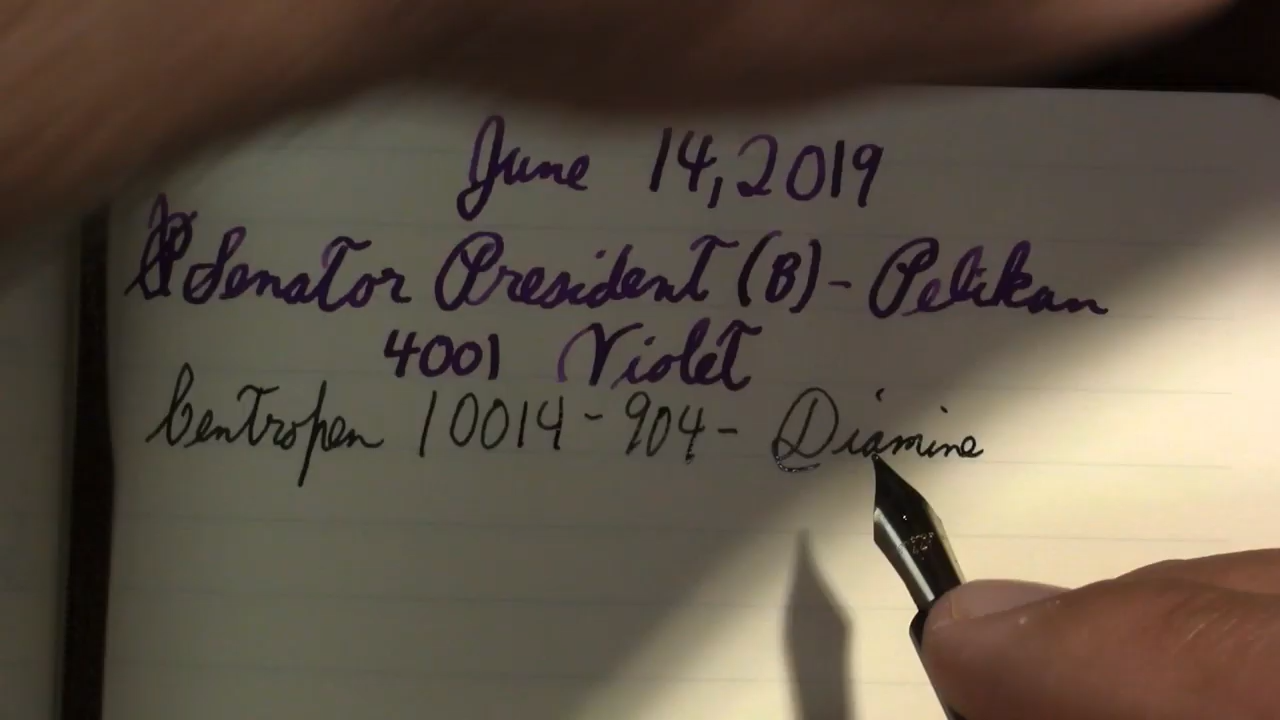 June 14, 2019
Senator President (B) - Pelikan
4001 Violet
Centropen 10014 - 904 - Diamine